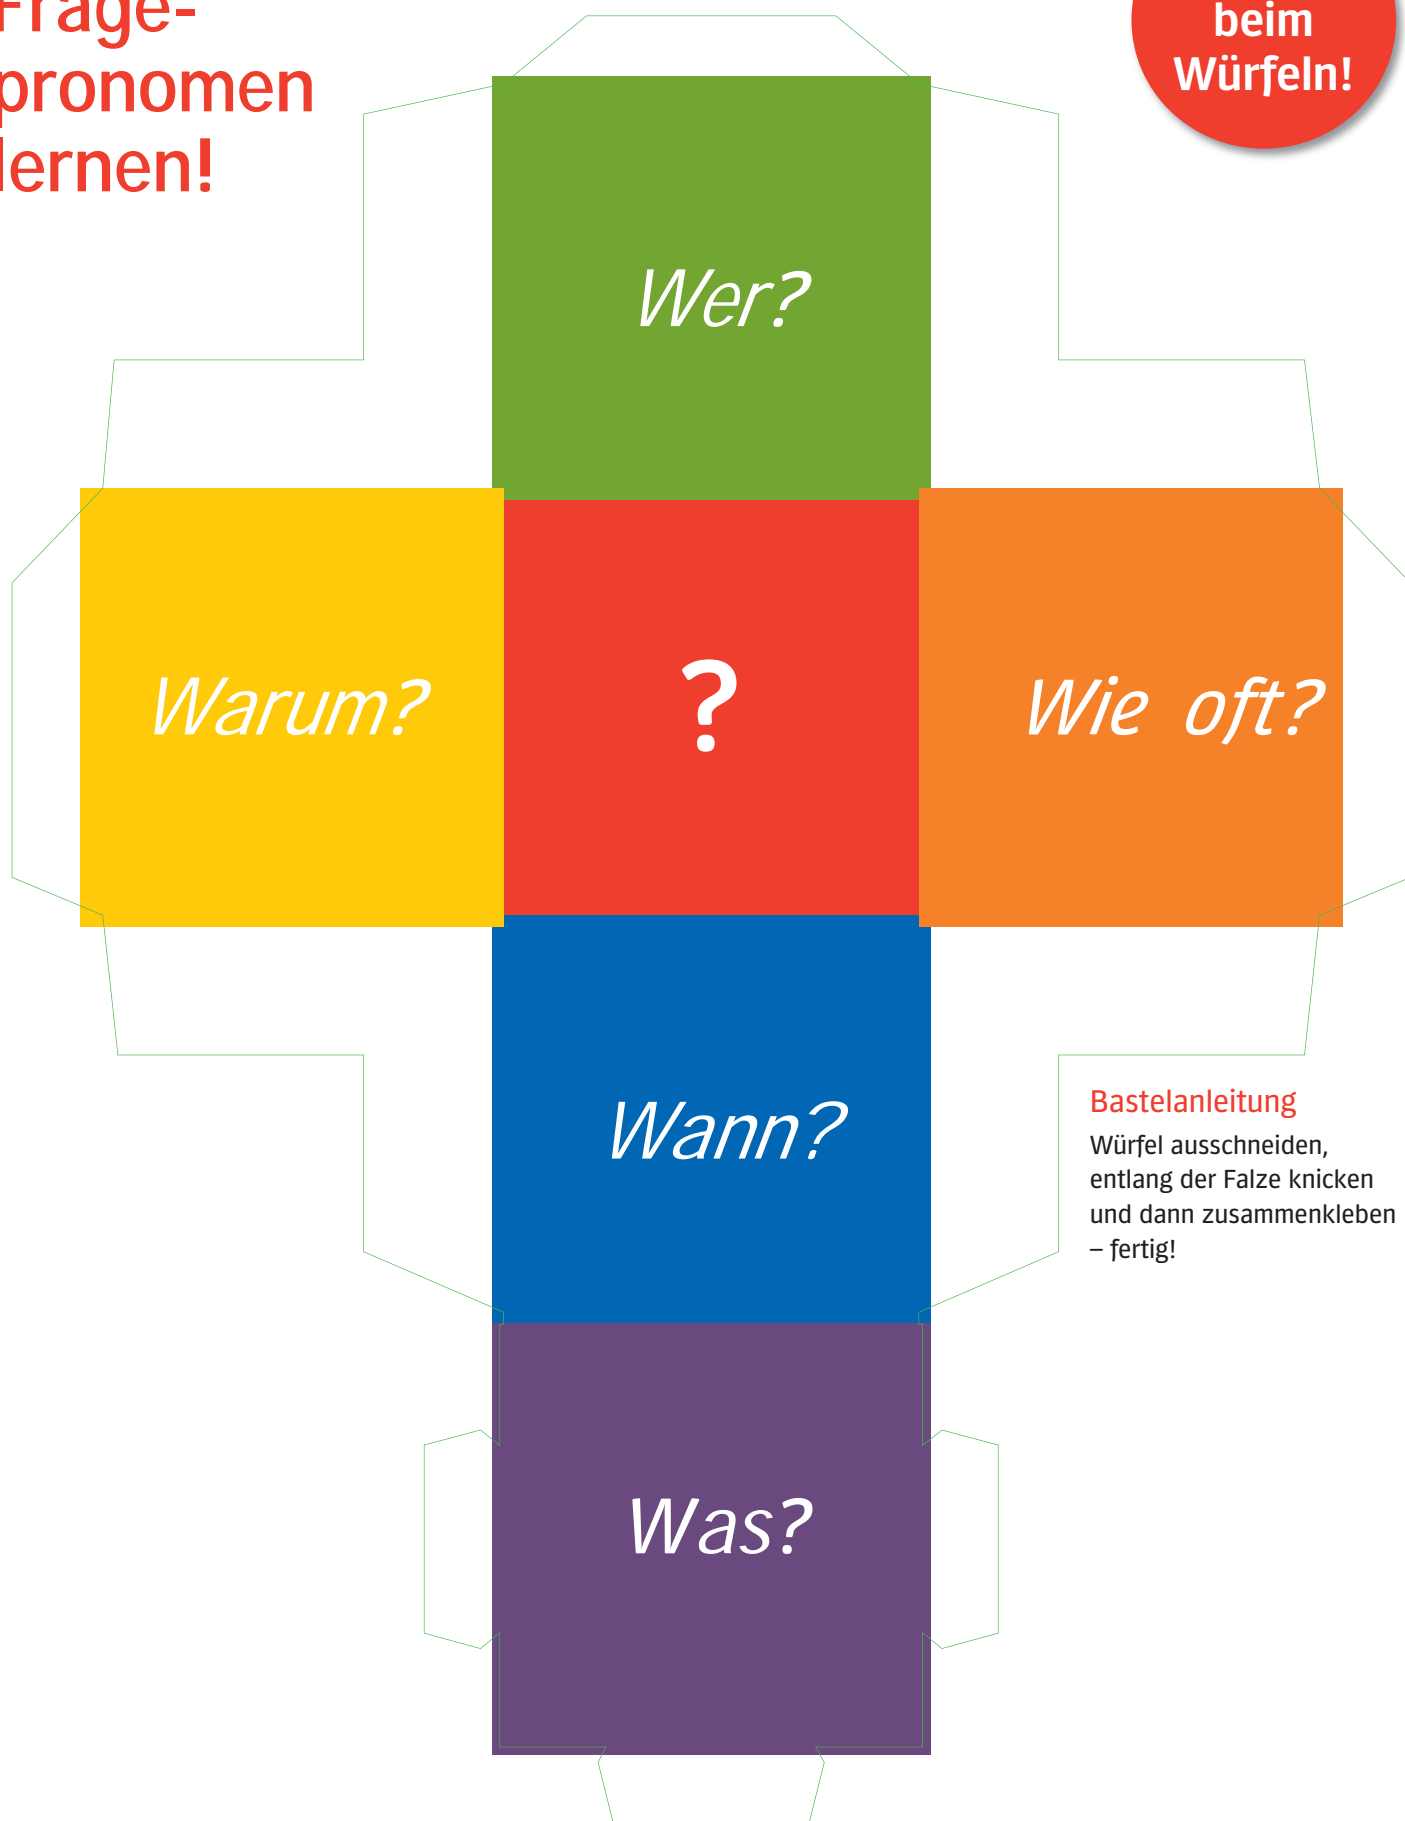 Frage-
pronomen
lernen!
beim
Würfeln!
Wer?
Warum?
?
Wie oft?
Wann?
Bastelanleitung
Würfel ausschneiden,
entlang der Falze knicken
und dann zusammenkleben
– fertig!
Was?